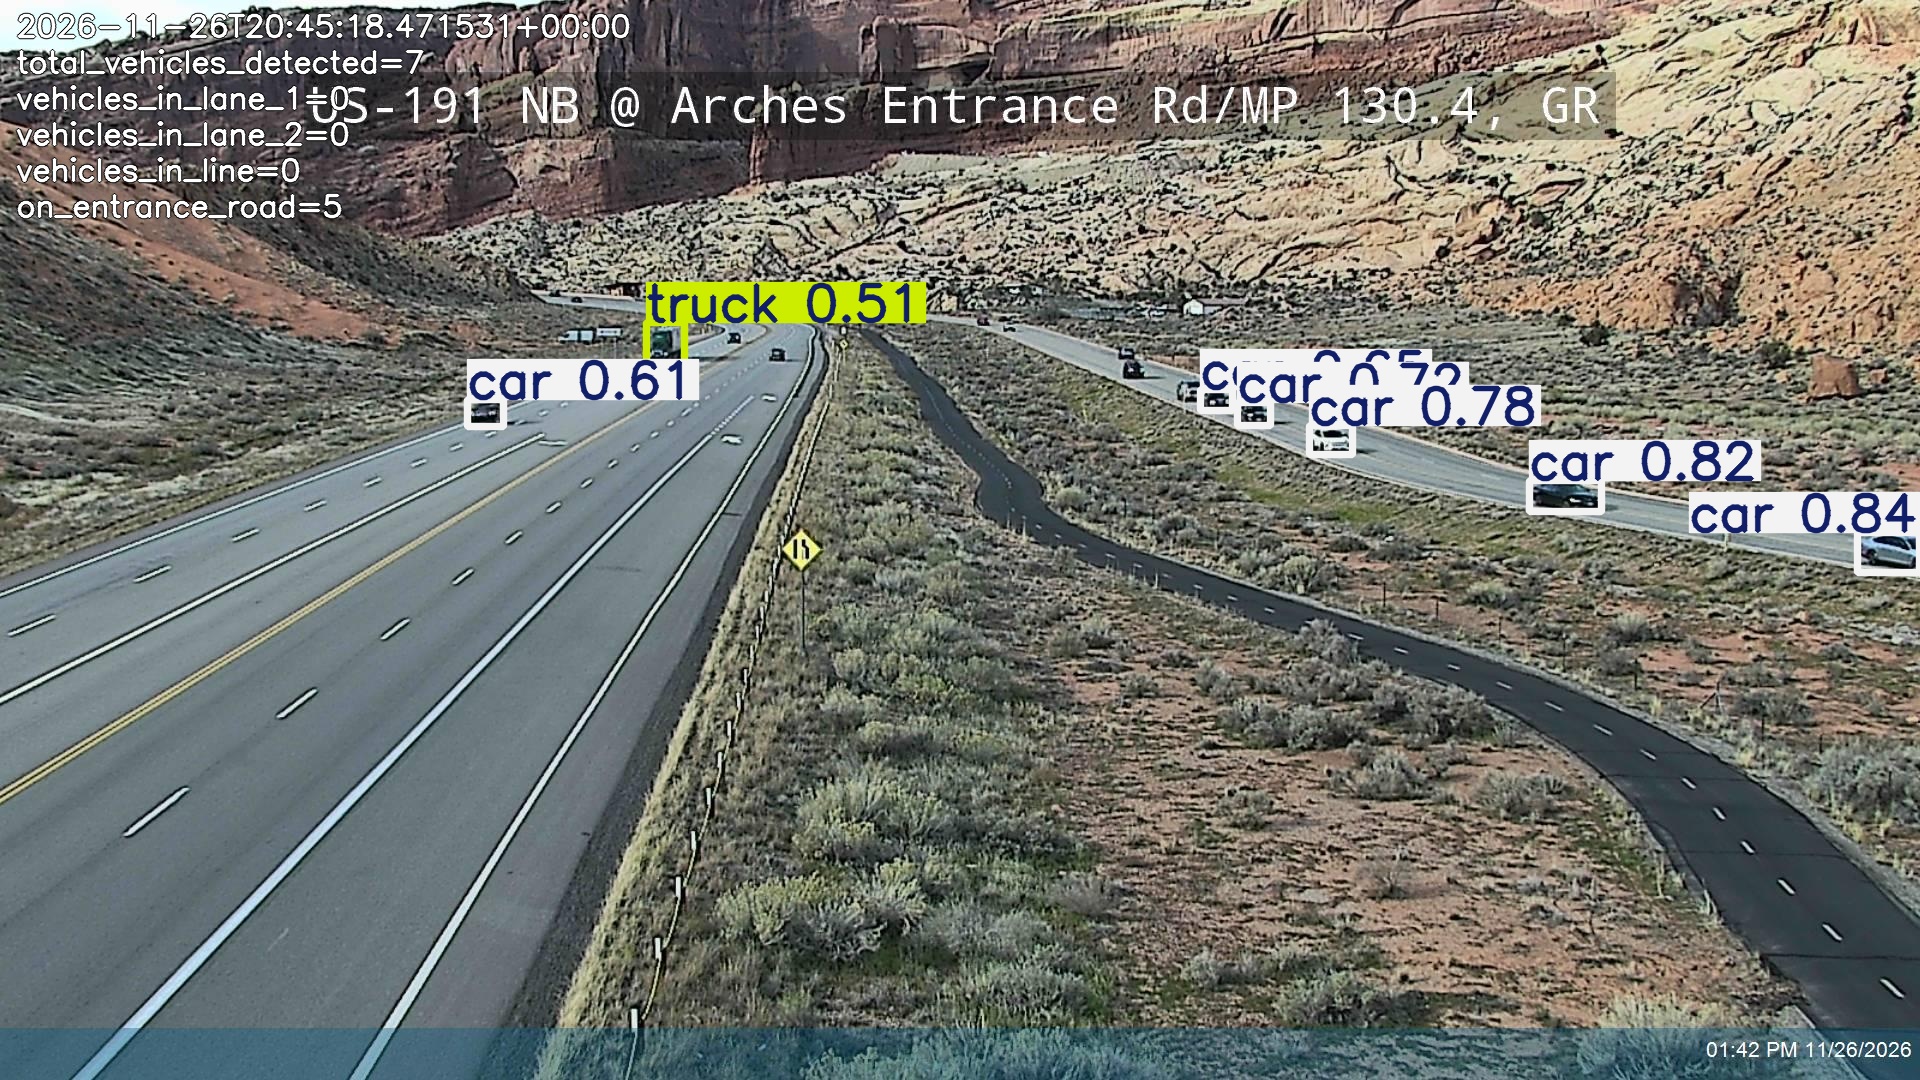 2026-11-26T20:45:18.471531+00:00
total_vehicles_detected=7
vehicles_in_lane_1=0
US-191 NB @ Arches Entrance Rd/MP 130.4, GR
vehicles_in_lane_2=0
vehicles_in_line=0
on_entrance_road=5
truck 0.51
car 0.61
car 0.72
car 0.78
car 0.82
car 0.84
01:42 PM 11/26/2026